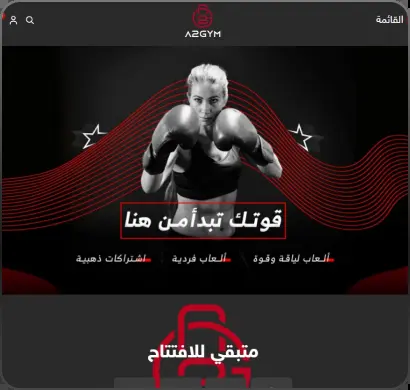 القائمة
A2GYM
قوتك تبدأ من هنا
ألعاب لياقة وقوة
ألعاب فردية
اشتراكات ذهبية
متبقي للافتتاح